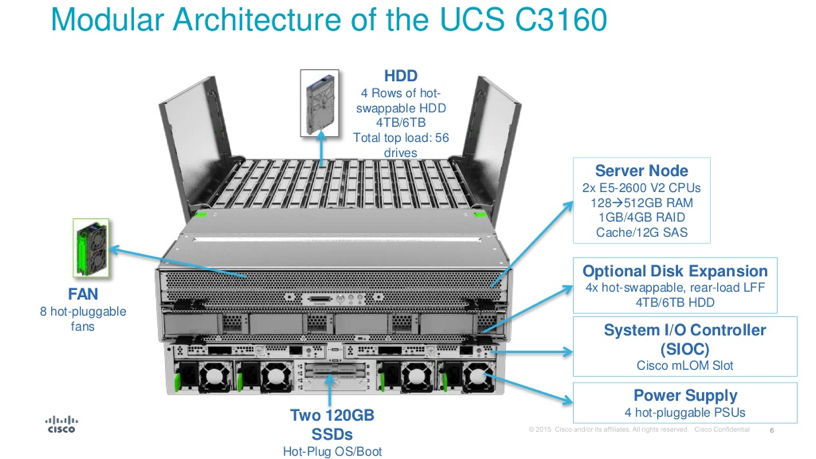 Modular Architecture of the UCS C3160
HDD
4 Rows of hot-
swappable HDD
4TB/6TB
Total top load: 56
drives
Server Node
2x E5-2600 V2 CPUs
128→512GB RAM
1GB/4GB RAID
Cache/12G SAS
FAN
8 hot-pluggable
fans
Optional Disk Expansion
4x hot-swappable, rear-load LFF
4TB/6TB HDD
System I/O Controller
(SIOC)
Cisco mLOM Slot
Power Supply
4 hot-pluggable PSUs
Two 120GB
SSDs
Hot-Plug OS/Boot
CISCO
© 2015 Cisco and/or its affiliates. All rights reserved. Cisco Confidential
6